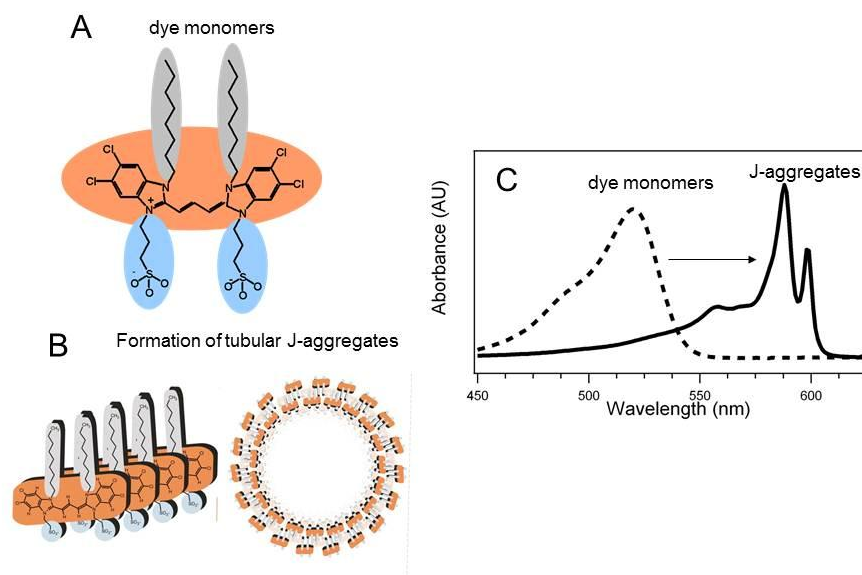 A
dye monomers
Cl
Cl
Cl
Cl
N
N
N
N
+
-
S
O
O
O
-
S
O
O
O
B
Formation of tubular J-aggregates
C
dye monomers
J-aggregates
Absorbance (AU)
450
500
550
600
Wavelength (nm)